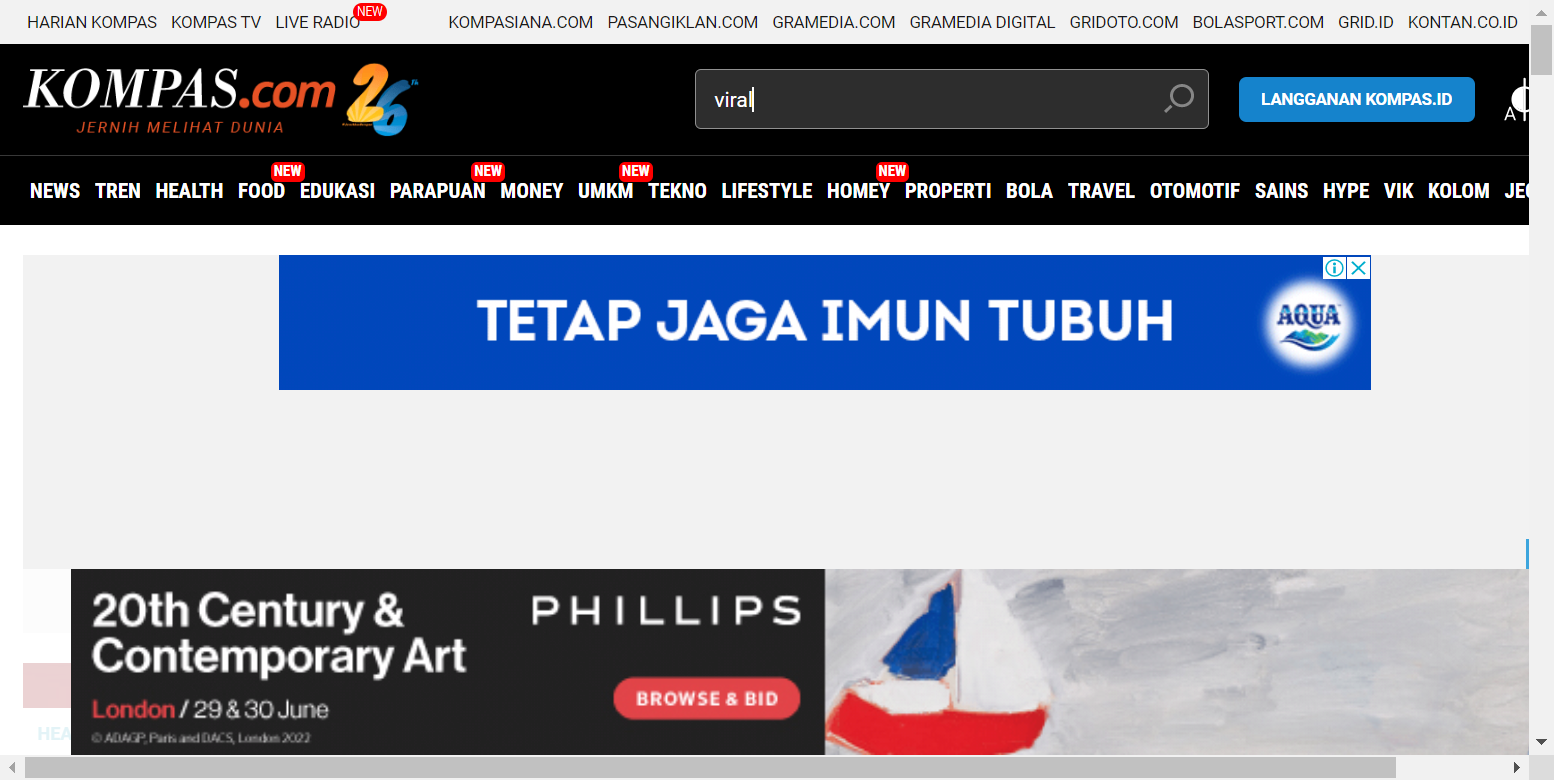 HARIAN KOMPAS KOMPAS TV LIVE RADIO NEW KOMPASIANA.COM PASANGIKLAN.COM GRAMEDIA.COM GRAMEDIA DIGITAL GRIDOTO.COM BOLASPORT.COM GRID.ID KONTAN.CO.ID
KOMPAS.com 26
JERNIH MELIHAT DUNIA
viral
LANGGANAN KOMPAS.ID
A
NEW NEW NEW NEW
NEWS TREN HEALTH FOOD EDUKASI PARAPUAN MONEY UMKM TEKNO LIFESTYLE HOMEY PROPERTI BOLA TRAVEL OTOMOTIF SAINS HYPE VIK KOLOM
TETAP JAGA IMUN TUBUH
AQUA
20th Century &
Contemporary Art
PHILLIPS
BROWSE & BID
London / 29 & 30 June
© ADAGP, Paris and DACS, London 2022